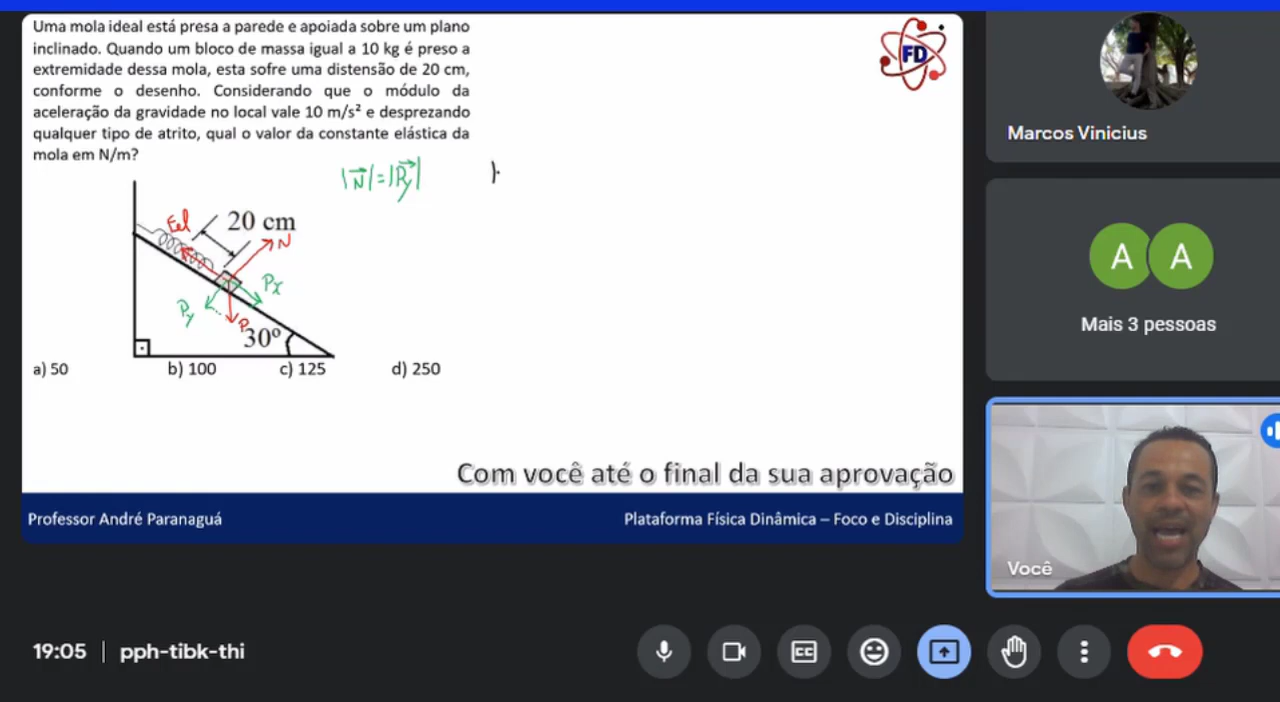 Uma mola ideal está presa a parede e apoiada sobre um plano
inclinado. Quando um bloco de massa igual a 10 kg é preso a
extremidade dessa mola, esta sofre uma distensão de 20 cm,
conforme o desenho. Considerando que o módulo da
aceleração da gravidade no local vale 10 m/s² e desprezando
qualquer tipo de atrito, qual o valor da constante elástica da
mola em N/m?
FD
Marcos Vinicius
|N⃗|=|P⃗y|
Fel
20 cm
N
Px
Py
P
30º
a) 50 b) 100 c) 125 d) 250
A A
Mais 3 pessoas
Com você até o final da sua aprovação
Professor André Paranaguá Plataforma Física Dinâmica – Foco e Disciplina
Você
19:05 | pph-tibk-thi
CC